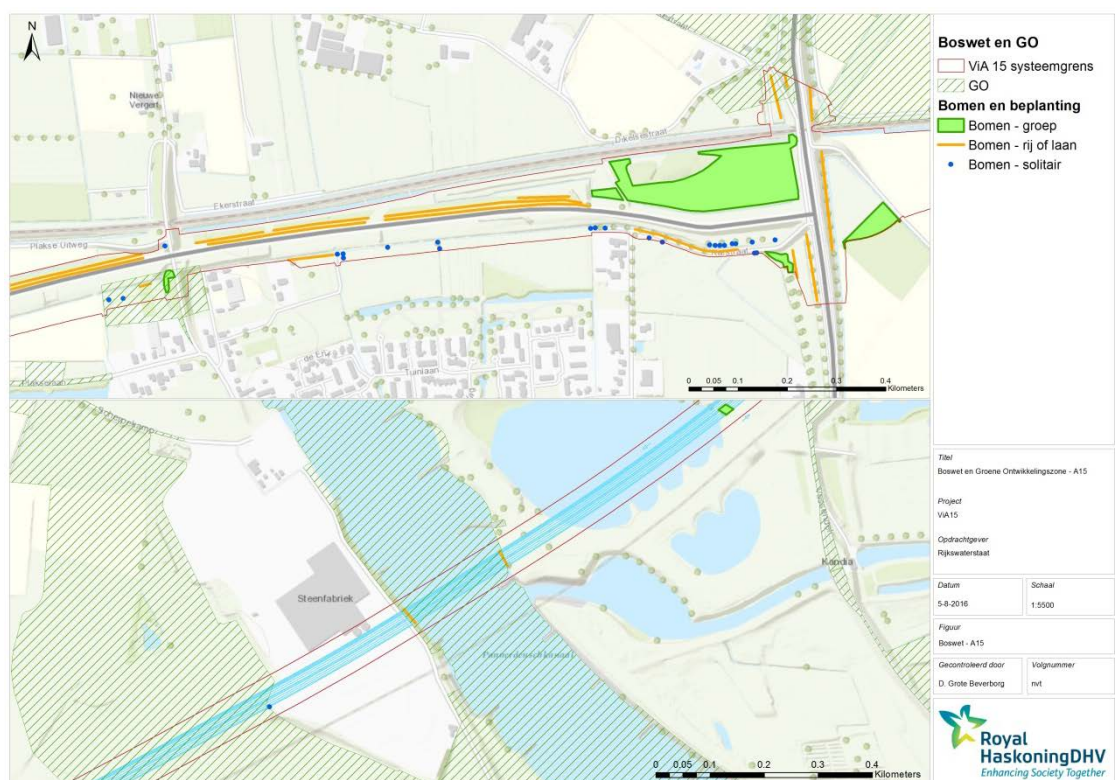 N
Nieuwe
Vergert
Dalksestraat
Ekerstraat
Plakse Uitweg
de Erf
Tuinlaan
0 0.05 0.1 0.2 0.3 0.4
Kilometers
Steenfabriek
Kandia
Pannerdenschkanaal
0 0.05 0.1 0.2 0.3 0.4
Kilometers
Boswet en GO
ViA 15 systeemgrens
GO
Bomen en beplanting
Bomen - groep
Bomen - rij of laan
Bomen - solitair
Titel
Boswet en Groene Ontwikkelingszone - A15
Project
ViA15
Opdrachtgever
Rijkswaterstaat
Datum
5-8-2016
Schaal
1:5500
Figuur
Boswet - A15
Gecontroleerd door
D. Grote Beverborg
Volgnummer
nvt
Royal
HaskoningDHV
Enhancing Society Together